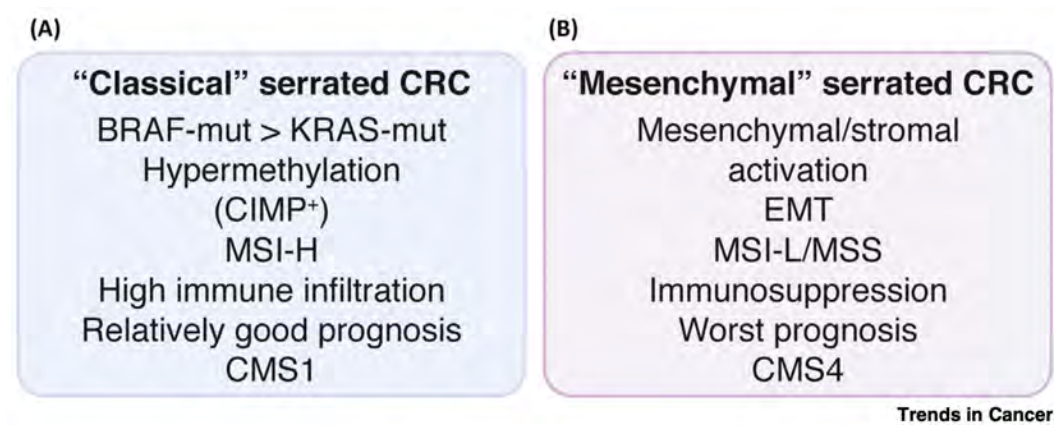 (A)
“Classical” serrated CRC
BRAF-mut > KRAS-mut
Hypermethylation
(CIMP⁺)
MSI-H
High immune infiltration
Relatively good prognosis
CMS1
(B)
“Mesenchymal” serrated CRC
Mesenchymal/stromal
activation
EMT
MSI-L/MSS
Immunosuppression
Worst prognosis
CMS4
Trends in Cancer